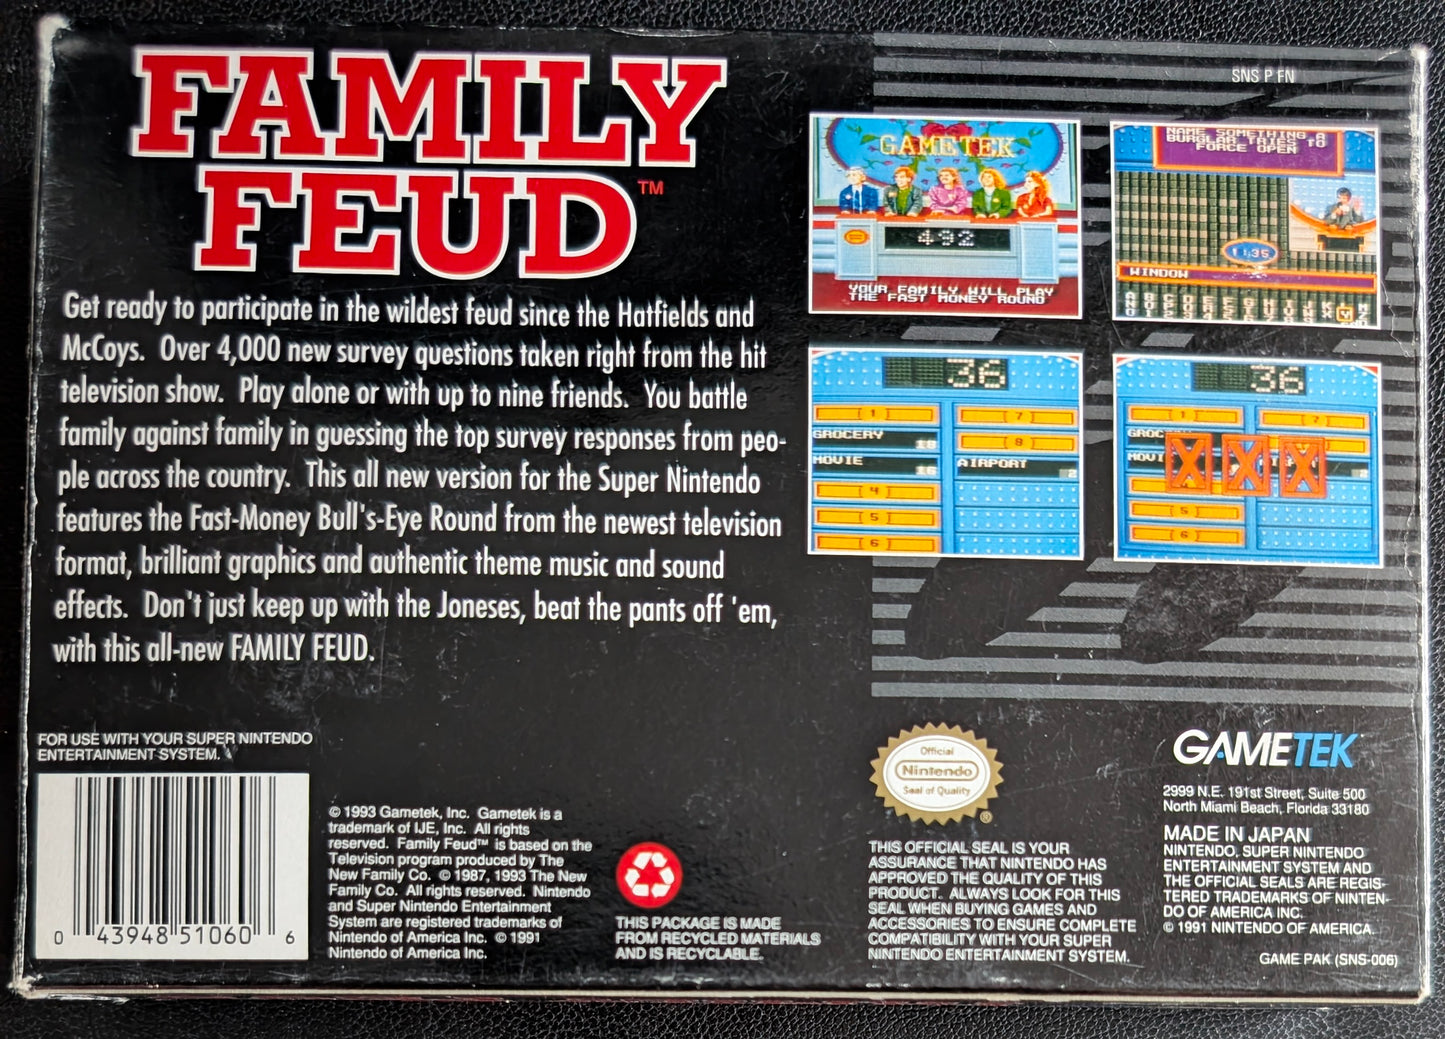 FAMILY
FEUD™
Get ready to participate in the wildest feud since the Hatfields and
McCoys. Over 4,000 new survey questions taken right from the hit
television show. Play alone or with up to nine friends. You battle
family against family in guessing the top survey responses from peo-
ple across the country. This all new version for the Super Nintendo
features the Fast-Money Bull's-Eye Round from the newest television
format, brilliant graphics and authentic theme music and sound
effects. Don't just keep up with the Joneses, beat the pants off 'em,
with this all-new FAMILY FEUD.
SNS P FN
GAMETEK
492
YOUR FAMILY WILL PLAY
THE FAST MONEY ROUND
NAME SOMETHING A
BURGLAR TRIES TO
FORCE OPEN
1:35
WINDOW
36
1
7
GROCERY 18
8
MOVIE 16
AIRPORT 2
4
5
6
36
1
7
GROC
MOVI
X X X
2
5
6
FOR USE WITH YOUR SUPER NINTENDO
ENTERTAINMENT SYSTEM.
0 43948 51060 6
© 1993 Gametek, Inc. Gametek is a
trademark of IJE, Inc. All rights
reserved. Family Feud™ is based on the
Television program produced by The
New Family Co. © 1987, 1993 The New
Family Co. All rights reserved. Nintendo
and Super Nintendo Entertainment
System are registered trademarks of
Nintendo of America Inc. © 1991
Nintendo of America Inc.
THIS PACKAGE IS MADE
FROM RECYCLED MATERIALS
AND IS RECYCLABLE.
Official
Nintendo
Seal of Quality
®
THIS OFFICIAL SEAL IS YOUR
ASSURANCE THAT NINTENDO HAS
APPROVED THE QUALITY OF THIS
PRODUCT. ALWAYS LOOK FOR THIS
SEAL WHEN BUYING GAMES AND
ACCESSORIES TO ENSURE COMPLETE
COMPATIBILITY WITH YOUR SUPER
NINTENDO ENTERTAINMENT SYSTEM.
GAMETEK
2999 N.E. 191st Street, Suite 500
North Miami Beach, Florida 33180
MADE IN JAPAN
NINTENDO, SUPER NINTENDO
ENTERTAINMENT SYSTEM AND
THE OFFICIAL SEALS ARE REGIS-
TERED TRADEMARKS OF NINTEN-
DO OF AMERICA INC.
© 1991 NINTENDO OF AMERICA.
GAME PAK (SNS-006)